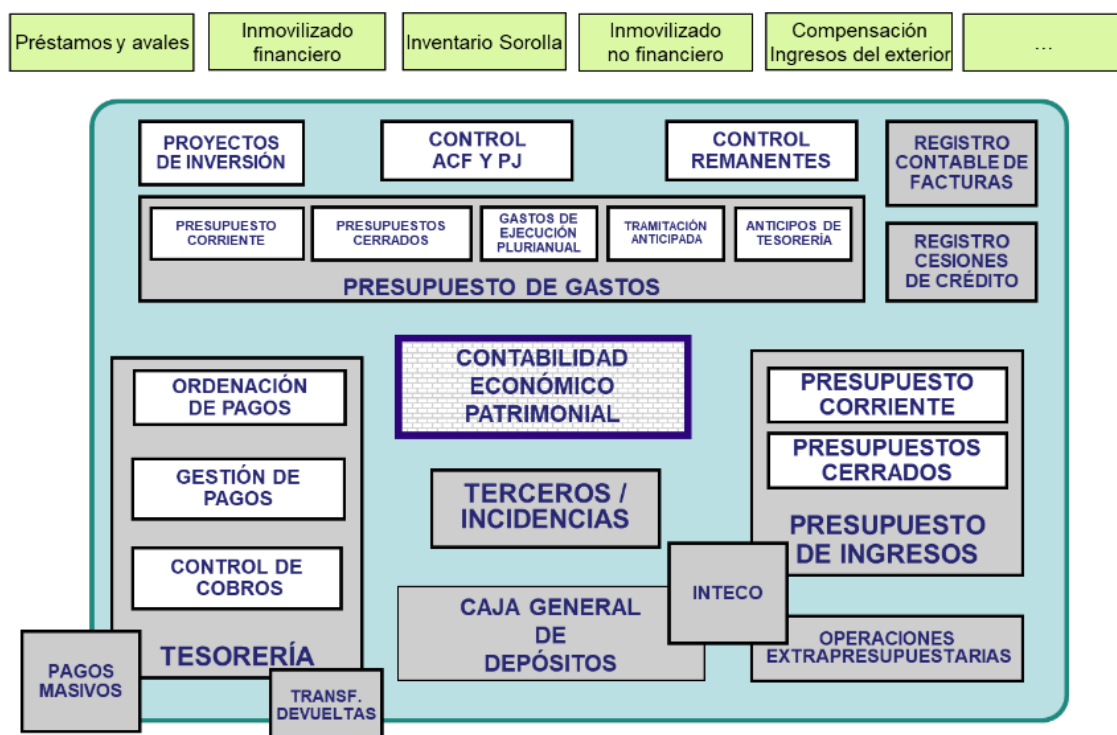 Préstamos y avales
Inmovilizado
financiero
Inventario Sorolla
Inmovilizado
no financiero
Compensación
Ingresos del exterior
...
PROYECTOS
DE INVERSIÓN
CONTROL
ACF Y PJ
CONTROL
REMANENTES
REGISTRO
CONTABLE DE
FACTURAS
PRESUPUESTO
CORRIENTE
PRESUPUESTOS
CERRADOS
GASTOS DE
EJECUCIÓN
PLURIANUAL
TRAMITACIÓN
ANTICIPADA
ANTICIPOS DE
TESORERÍA
PRESUPUESTO DE GASTOS
REGISTRO
CESIONES
DE CRÉDITO
CONTABILIDAD
ECONÓMICO
PATRIMONIAL
ORDENACIÓN
DE PAGOS
GESTIÓN DE
PAGOS
CONTROL DE
COBROS
TESORERÍA
PAGOS
MASIVOS
TRANSF.
DEVUELTAS
TERCEROS /
INCIDENCIAS
CAJA GENERAL
DE
DEPÓSITOS
INTECO
PRESUPUESTO
CORRIENTE
PRESUPUESTOS
CERRADOS
PRESUPUESTO
DE INGRESOS
OPERACIONES
EXTRAPRESUPUESTARIAS